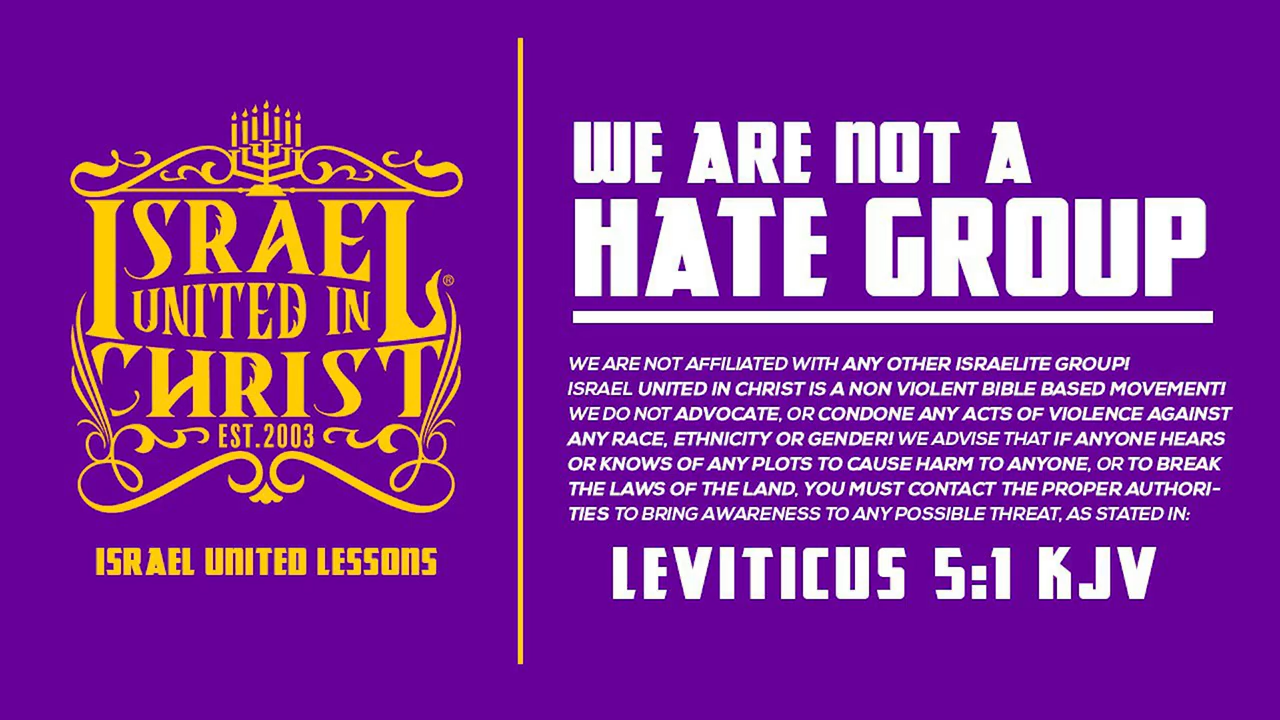 ISRAEL
UNITED IN
CHRIST
®
EST.2003
ISRAEL UNITED LESSONS
WE ARE NOT A
HATE GROUP
WE ARE NOT AFFILIATED WITH ANY OTHER ISRAELITE GROUP!
ISRAEL UNITED IN CHRIST IS A NON VIOLENT BIBLE BASED MOVEMENT!
WE DO NOT ADVOCATE, OR CONDONE ANY ACTS OF VIOLENCE AGAINST
ANY RACE, ETHNICITY OR GENDER! WE ADVISE THAT IF ANYONE HEARS
OR KNOWS OF ANY PLOTS TO CAUSE HARM TO ANYONE, OR TO BREAK
THE LAWS OF THE LAND, YOU MUST CONTACT THE PROPER AUTHORI-
TIES TO BRING AWARENESS TO ANY POSSIBLE THREAT, AS STATED IN:
LEVITICUS 5:1 KJV